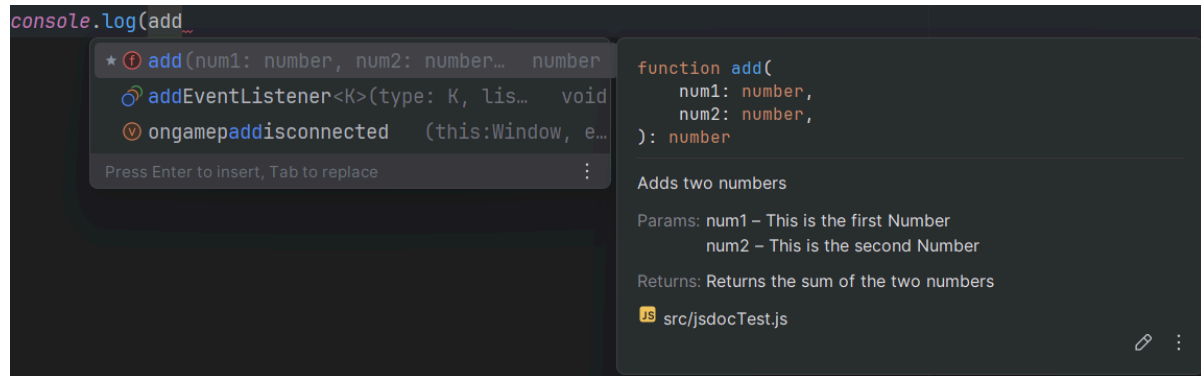 console.log(add
add(num1: number, num2: number… number
addEventListener<K>(type: K, lis… void
ongamepaddisconnected (this:Window, e…
Press Enter to insert, Tab to replace
function add(
num1: number,
num2: number,
): number
Adds two numbers
Params: num1 – This is the first Number
num2 – This is the second Number
Returns: Returns the sum of the two numbers
JS src/jsdocTest.js